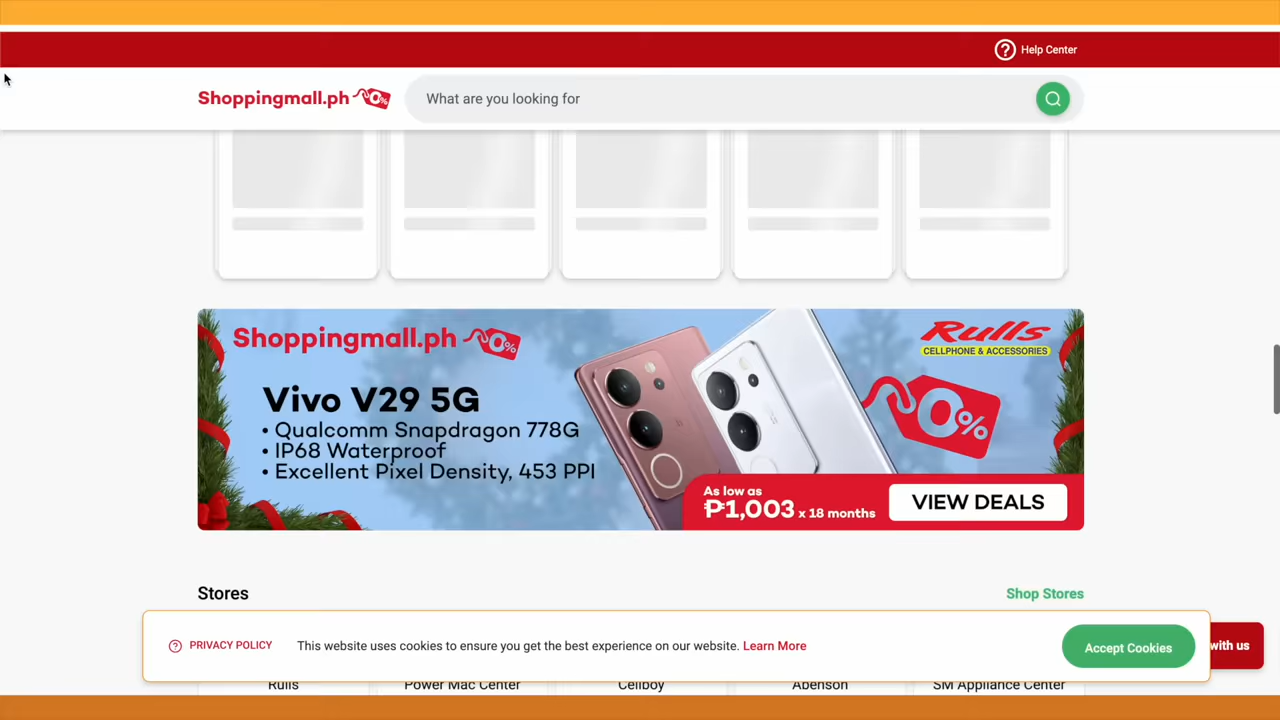 Help Center
Shoppingmall.ph 0%
What are you looking for
Shoppingmall.ph 0%
Rulls
CELLPHONE & ACCESSORIES
Vivo V29 5G
• Qualcomm Snapdragon 778G
• IP68 Waterproof
• Excellent Pixel Density, 453 PPI
0%
As low as
₱1,003 x 18 months
VIEW DEALS
Stores
Shop Stores
PRIVACY POLICY
This website uses cookies to ensure you get the best experience on our website. Learn More
Accept Cookies
with us
Rulls
Power Mac Center
Cellboy
Abenson
SM Appliance Center